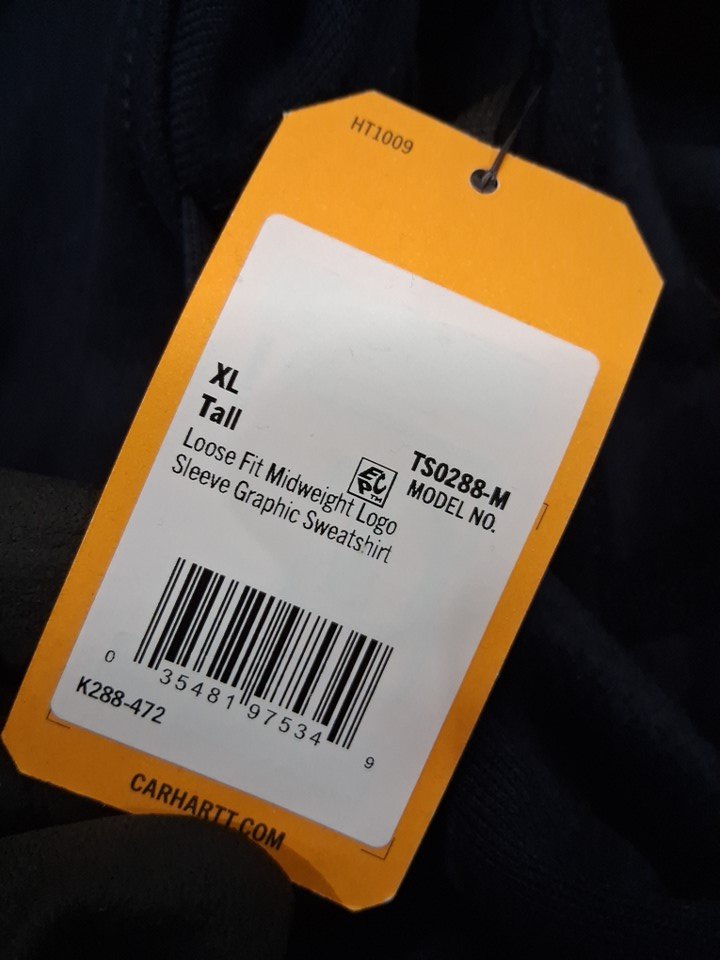 HT1009
XL
Tall
Loose Fit Midweight Logo
Sleeve Graphic Sweatshirt
ECP™
TS0288-M
MODEL NO.
0 35481 97534 9
K288-472
CARHARTT.COM